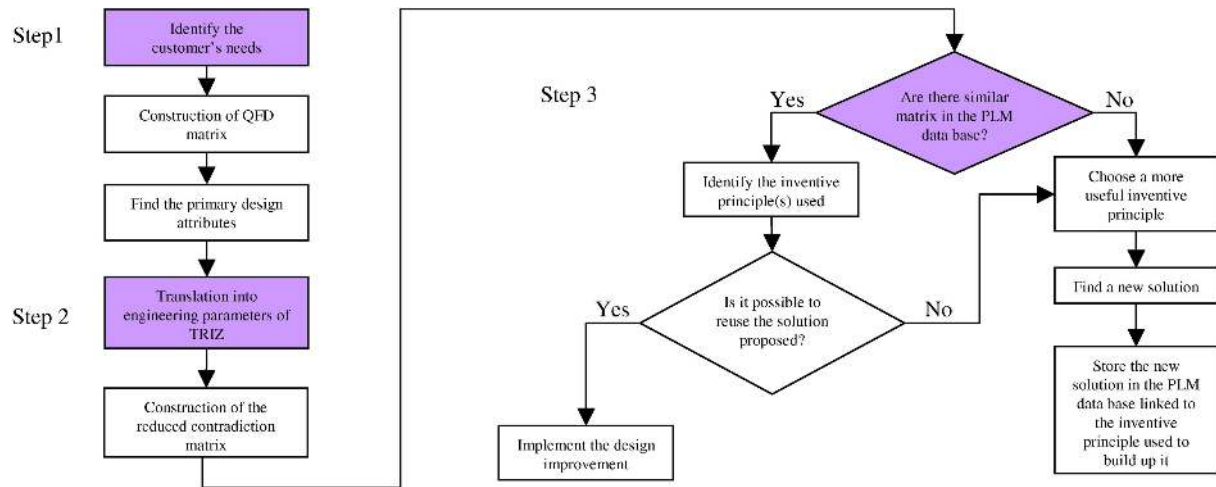 Step1
Identify the
customer's needs
Construction of QFD
matrix
Find the primary design
attributes
Step 2
Translation into
engineering parameters of
TRIZ
Construction of the
reduced contradiction
matrix
Step 3
Are there similar
matrix in the PLM
data base?
Yes
No
Identify the inventive
principle(s) used
Choose a more
useful inventive
principle
Is it possible to
reuse the solution
proposed?
Yes
No
Find a new solution
Implement the design
improvement
Store the new
solution in the PLM
data base linked to
the inventive
principle used to
build up it